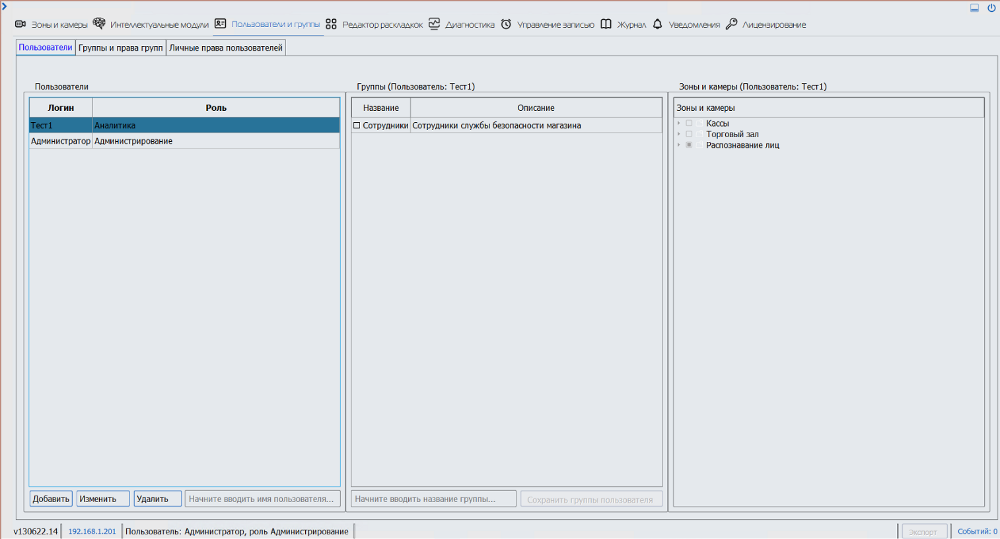 Зоны и камеры Интеллектуальные модули Пользователи и группы Редактор раскладкок Диагностика Управление записью Журнал Уведомления Лицензирование
Пользователи Группы и права групп Личные права пользователей
Пользователи
Логин Роль
Тест1 Аналитика
Администратор Администрирование
Добавить Изменить Удалить Начните вводить имя пользователя...
Группы (Пользователь: Тест1)
Название Описание
Сотрудники Сотрудники службы безопасности магазина
Начните вводить название группы... Сохранить группы пользователя
Зоны и камеры (Пользователь: Тест1)
Зоны и камеры
Кассы
Торговый зал
Распознавание лиц
v130622.14 192.168.1.201 Пользователь: Администратор, роль Администрирование Экспорт Событий: 0